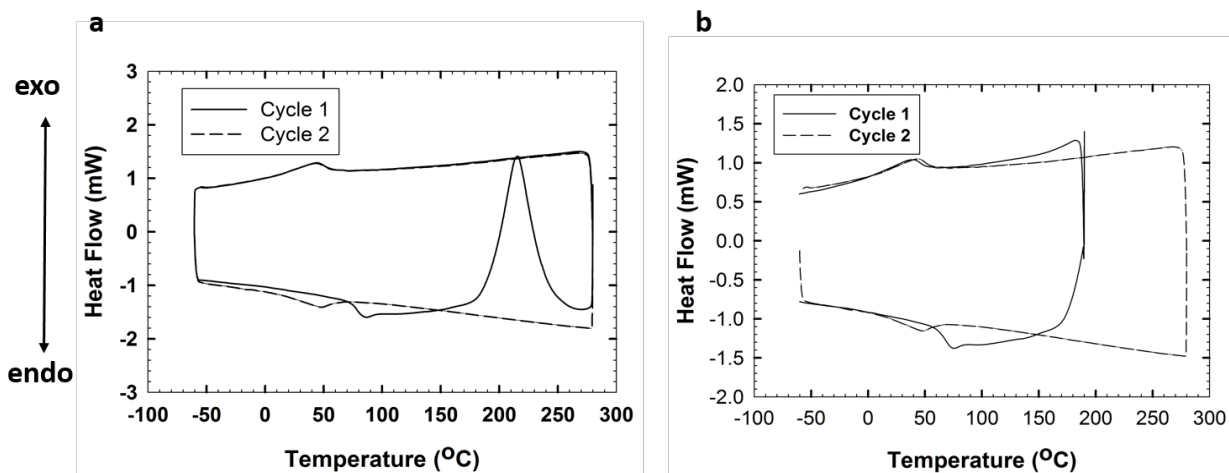 a
exo
endo
3
2
1
0
-1
-2
-3
Heat Flow (mW)
Cycle 1
Cycle 2
-100 -50 0 50 100 150 200 250 300
Temperature (°C)
b
2.0
1.5
1.0
0.5
0.0
-0.5
-1.0
-1.5
-2.0
Heat Flow (mW)
Cycle 1
Cycle 2
-100 -50 0 50 100 150 200 250 300
Temperature (°C)